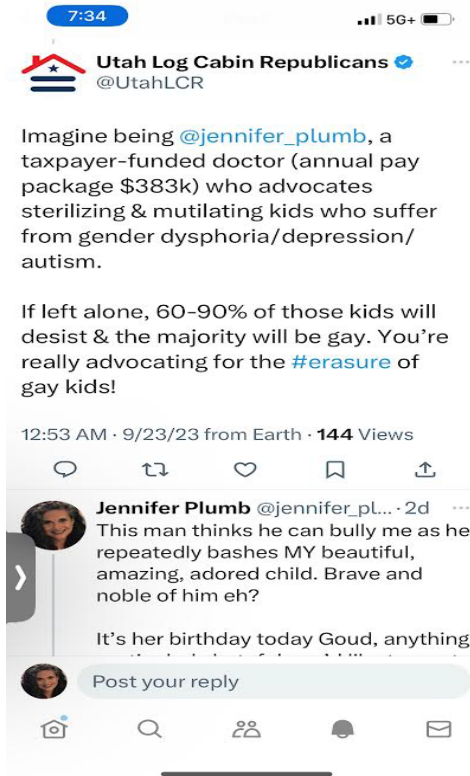 7:34
5G+
Utah Log Cabin Republicans
@UtahLCR
Imagine being @jennifer_plumb, a
taxpayer-funded doctor (annual pay
package $383k) who advocates
sterilizing & mutilating kids who suffer
from gender dysphoria/depression/
autism.
If left alone, 60-90% of those kids will
desist & the majority will be gay. You're
really advocating for the #erasure of
gay kids!
12:53 AM · 9/23/23 from Earth · 144 Views
Jennifer Plumb @jennifer_pl... · 2d
This man thinks he can bully me as he
repeatedly bashes MY beautiful,
amazing, adored child. Brave and
noble of him eh?
It's her birthday today Goud, anything
Post your reply